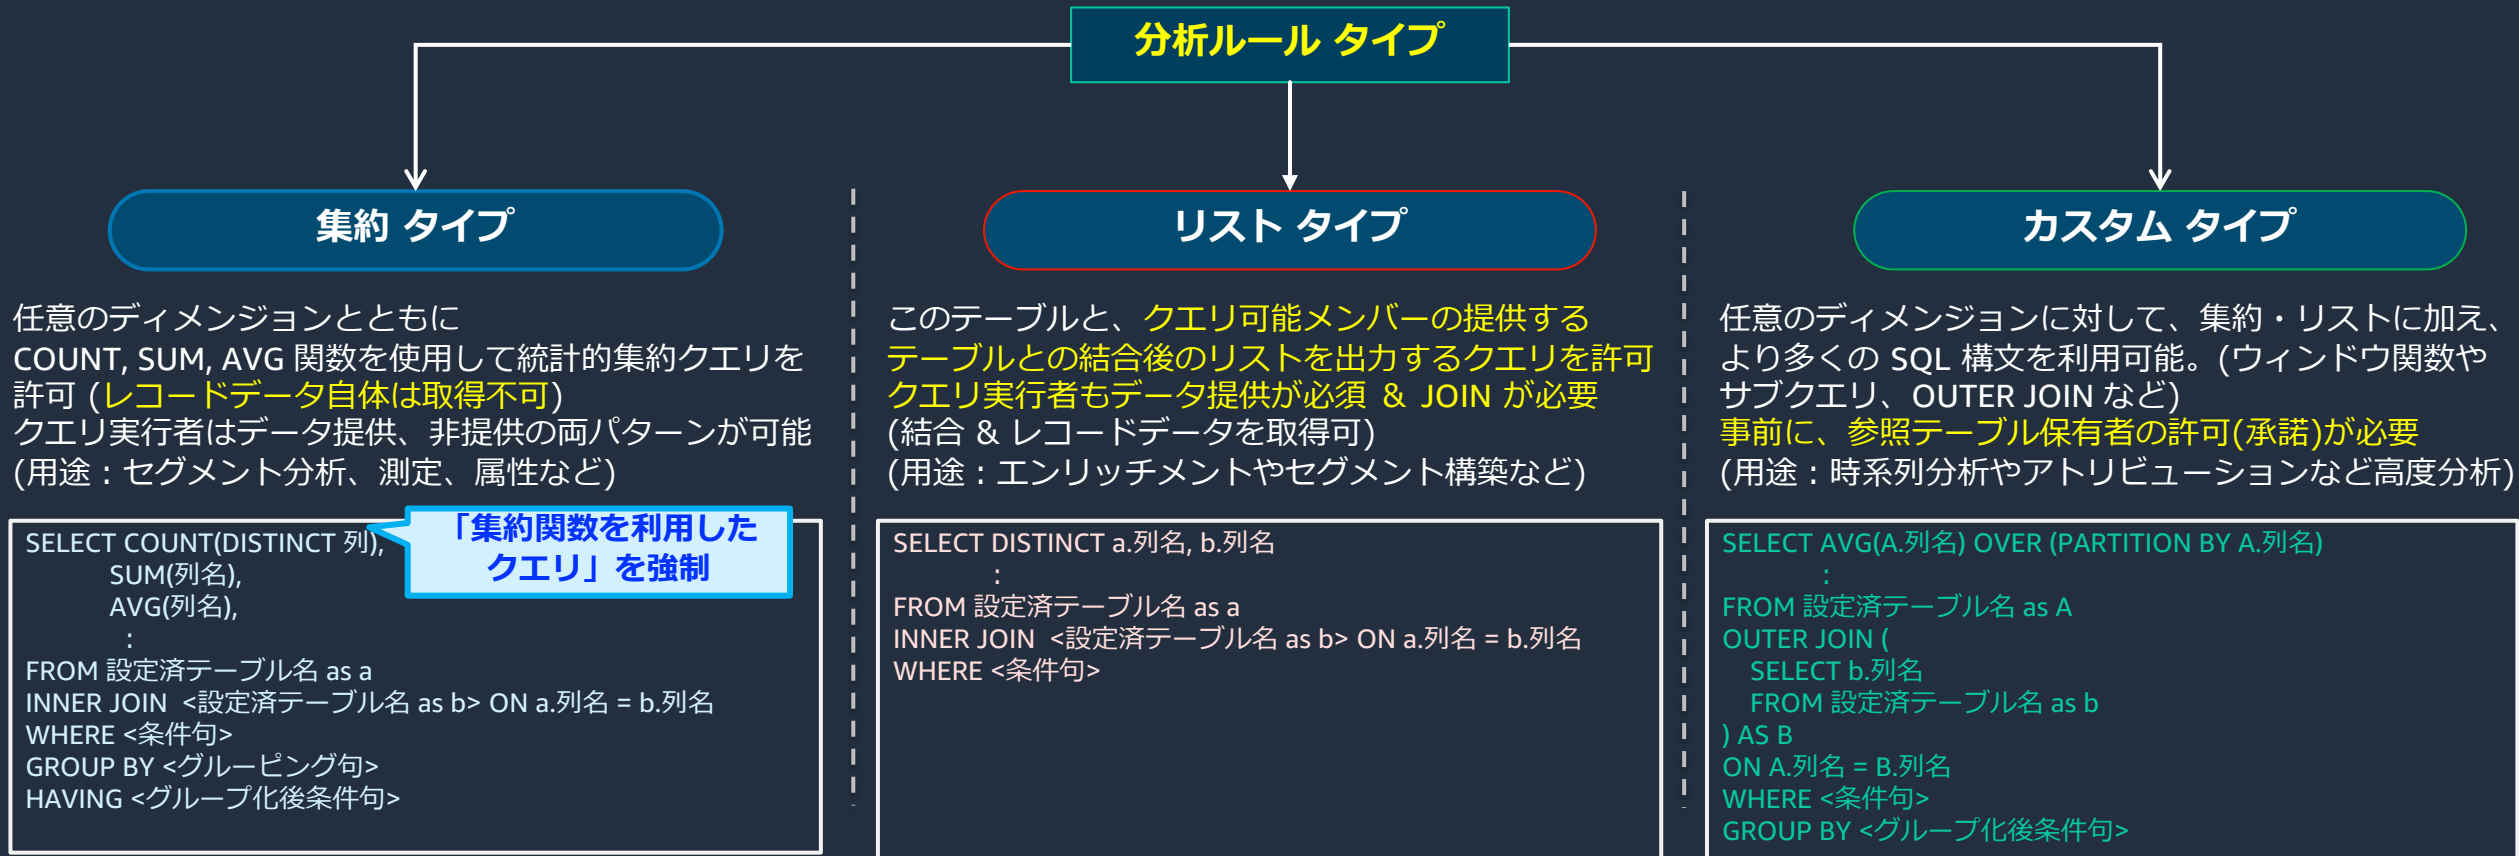 分析ルール タイプ
集約 タイプ
任意のディメンジョンとともに
COUNT, SUM, AVG 関数を使用して統計的集約クエリを
許可 (レコードデータ自体は取得不可)
クエリ実行者はデータ提供、非提供の両パターンが可能
(用途：セグメント分析、測定、属性など)
SELECT COUNT(DISTINCT 列),
SUM(列名),
AVG(列名),
:
FROM 設定済テーブル名 as a
INNER JOIN <設定済テーブル名 as b> ON a.列名 = b.列名
WHERE <条件句>
GROUP BY <グルーピング句>
HAVING <グループ化後条件句>
「集約関数を利用した
クエリ」を強制
リスト タイプ
このテーブルと、クエリ可能メンバーの提供する
テーブルとの結合後のリストを出力するクエリを許可
クエリ実行者もデータ提供が必須 & JOIN が必要
(結合 & レコードデータを取得可)
(用途：エンリッチメントやセグメント構築など)
SELECT DISTINCT a.列名, b.列名
:
FROM 設定済テーブル名 as a
INNER JOIN <設定済テーブル名 as b> ON a.列名 = b.列名
WHERE <条件句>
カスタム タイプ
任意のディメンジョンに対して、集約・リストに加え、
より多くの SQL 構文を利用可能。(ウィンドウ関数や
サブクエリ、OUTER JOIN など)
事前に、参照テーブル保有者の許可(承諾)が必要
(用途：時系列分析やアトリビューションなど高度分析)
SELECT AVG(A.列名) OVER (PARTITION BY A.列名)
:
FROM 設定済テーブル名 as A
OUTER JOIN (
SELECT b.列名
FROM 設定済テーブル名 as b
) AS B
ON A.列名 = B.列名
WHERE <条件句>
GROUP BY <グループ化後条件句>